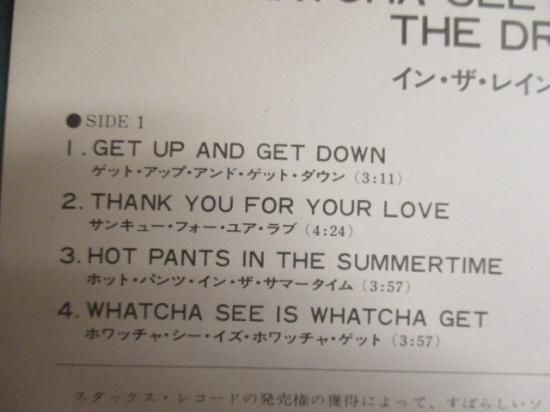 SEE
THE DR
イン・ザ・レイン
●SIDE 1
1. GET UP AND GET DOWN
ゲット・アップ・アンド・ゲット・ダウン (3:11)
2. THANK YOU FOR YOUR LOVE
サンキュー・フォー・ユア・ラブ (4:24)
3. HOT PANTS IN THE SUMMERTIME
ホット・パンツ・イン・ザ・サマータイム (3:57)
4. WHATCHA SEE IS WHATCHA GET
ホワッチャ・シー・イズ・ホワッチャ・ゲット (3:57)
スタックス・レコードの発売権の獲得によって、すばらしいソ